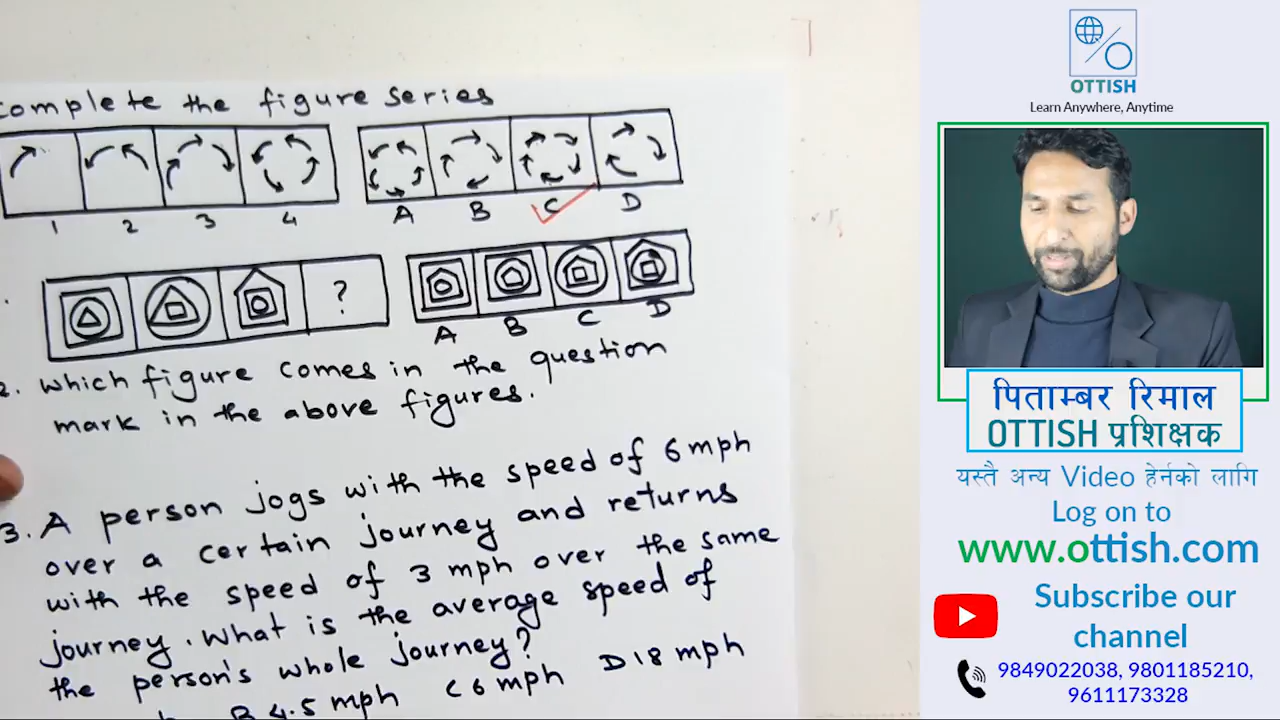 complete the figure series
1 2 3 4 A B C D
?
A B C D
2. Which figure comes in the question
mark in the above figures.
3. A person jogs with the speed of 6 mph
over a certain journey and returns
with the speed of 3 mph over the same
journey. What is the average speed of
the person's whole journey?
B 4.5 mph C 6 mph D 18 mph
OTTISH
Learn Anywhere, Anytime
पिताम्बर रिमाल
OTTISH प्रशिक्षक
यस्तै अन्य Video हेर्नको लागि
Log on to
www.ottish.com
Subscribe our
channel
9849022038, 9801185210,
9611173328